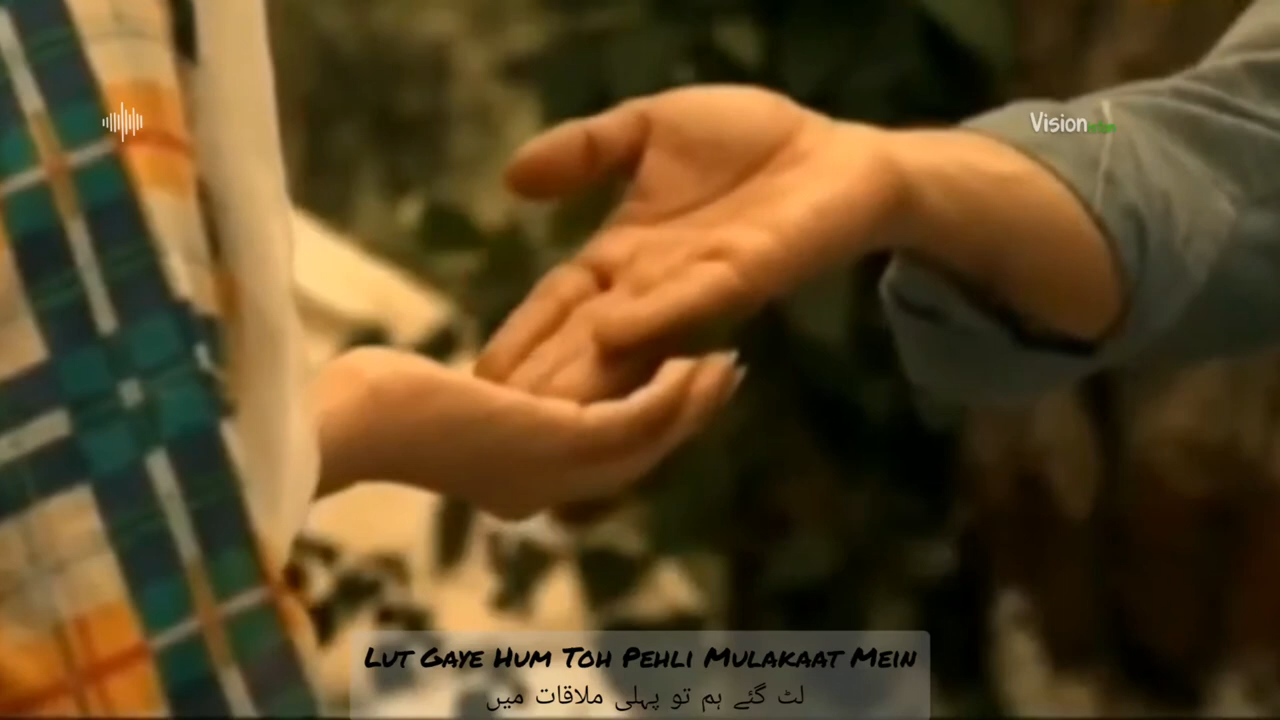 Vision
Lut Gaye Hum Toh Pehli Mulakaat Mein
لٹ گئے ہم تو پہلی ملاقات میں